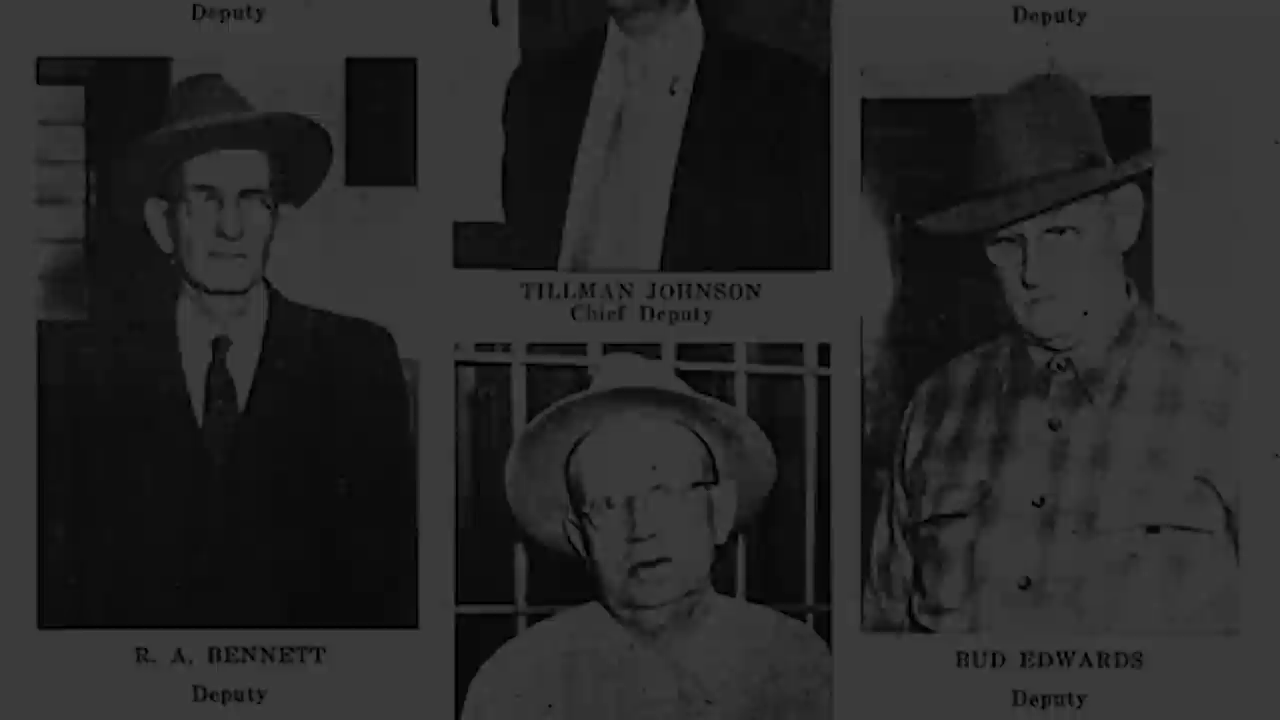 Deputy
Deputy
TILLMAN JOHNSON
Chief Deputy
R. A. BENNETT
Deputy
BUD EDWARDS
Deputy